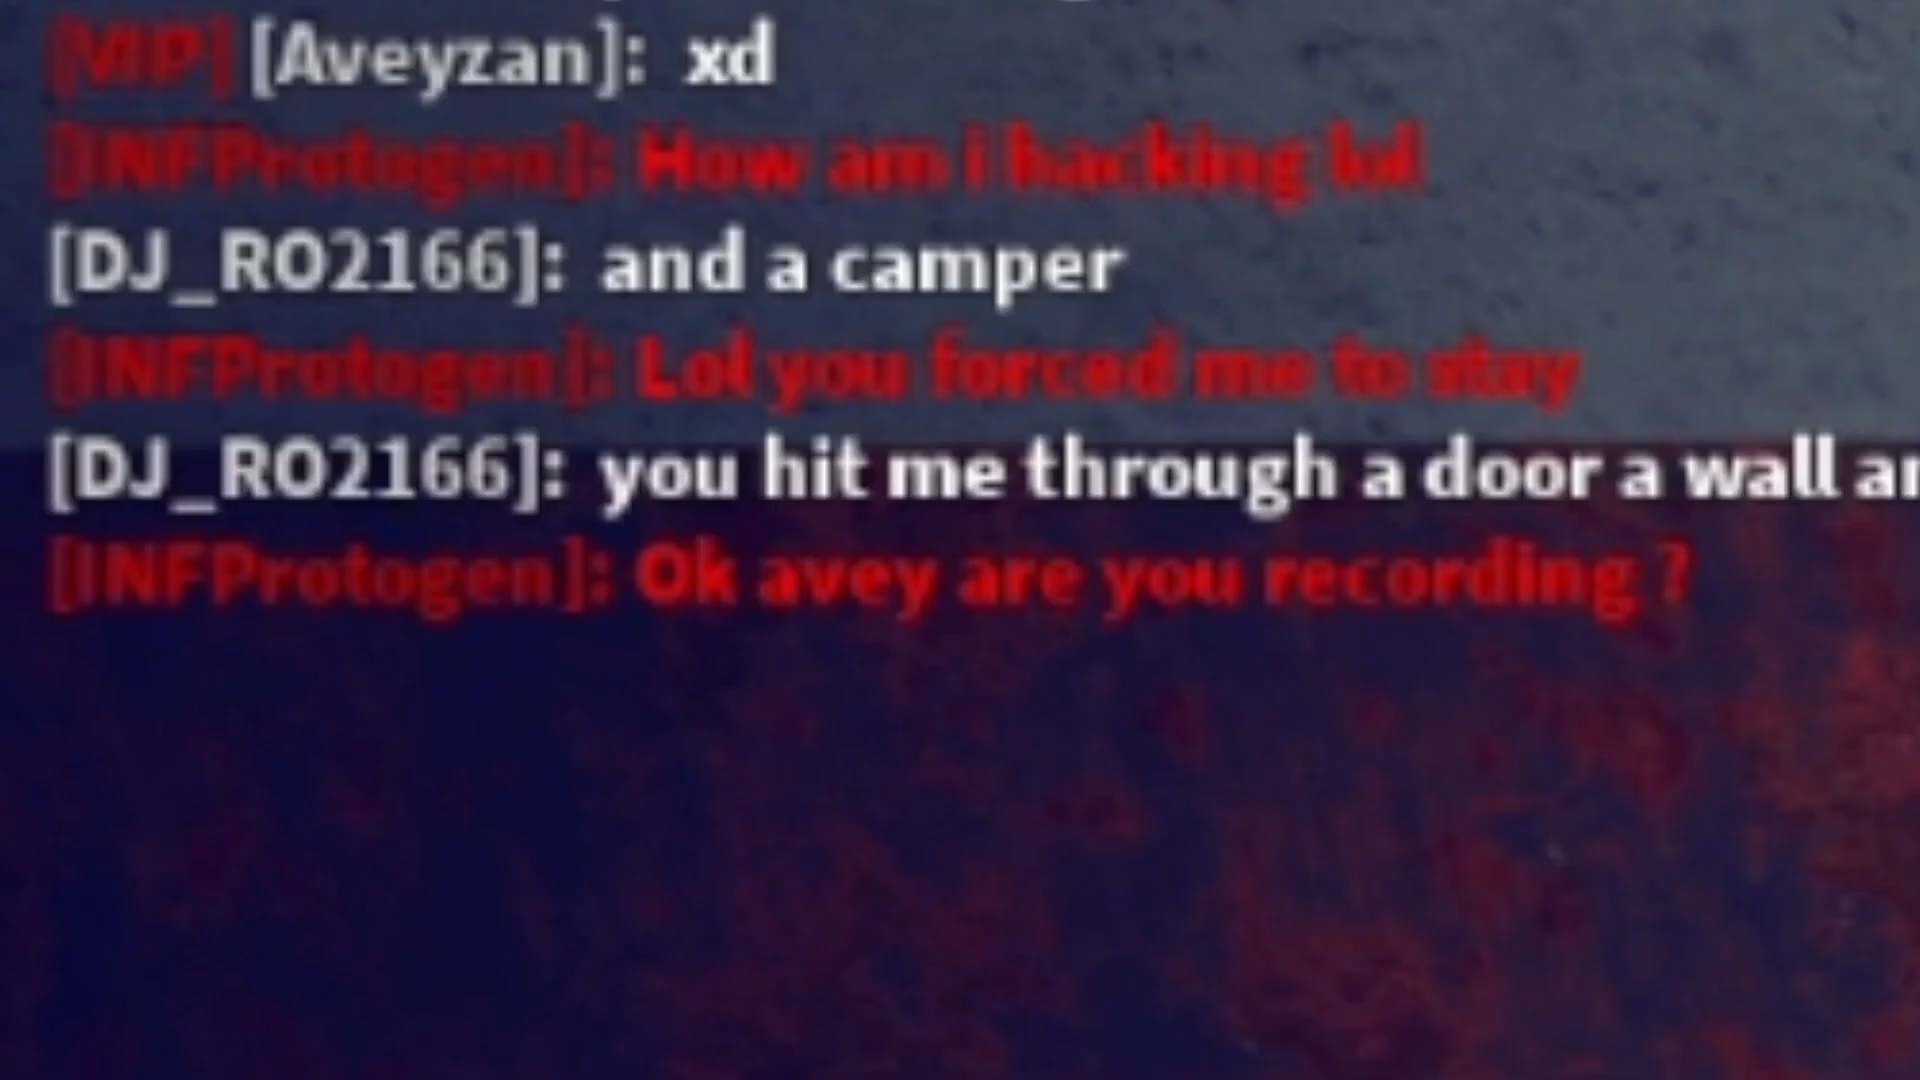 [VIP] [Aveyzan]: xd
[INFProtogen]: How am i hacking lol
[DJ_RO2166]: and a camper
[INFProtogen]: Lol you forced me to stay
[DJ_RO2166]: you hit me through a door a wall
[INFProtogen]: Ok avey are you recording ?